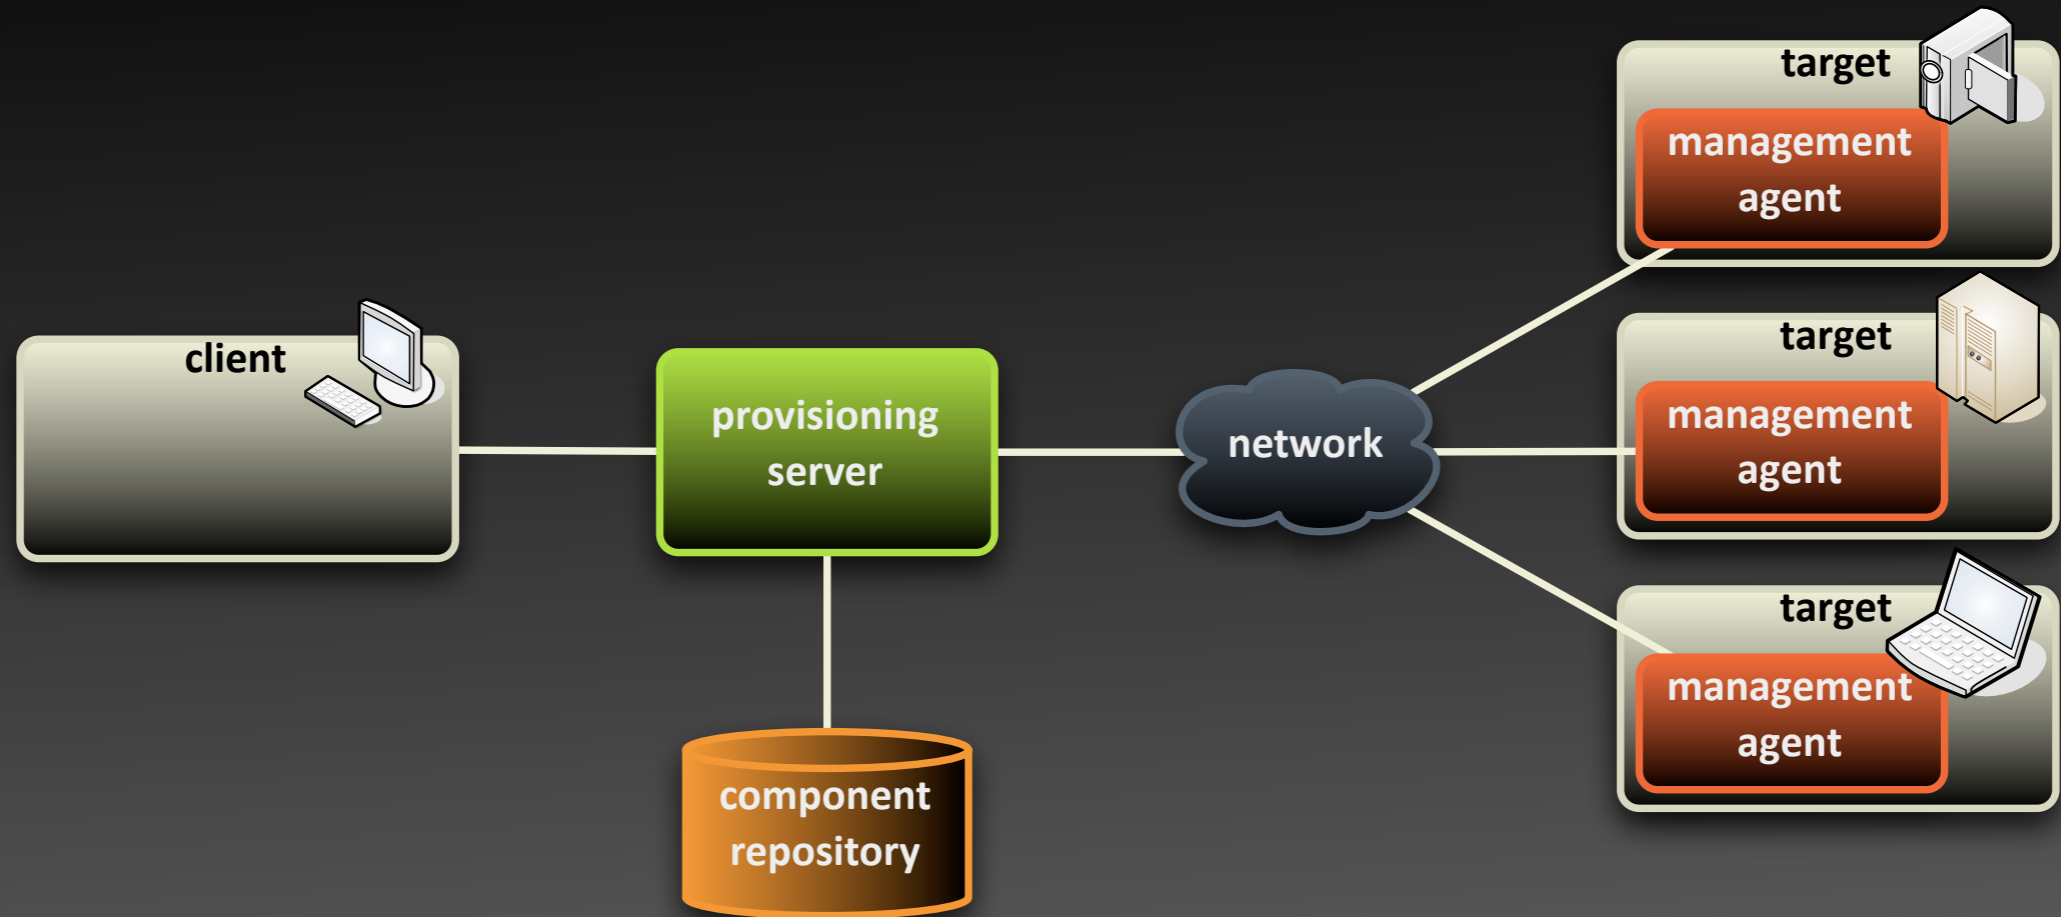 client
provisioning
server
component
repository
network
target
management
agent
target
management
agent
target
management
agent